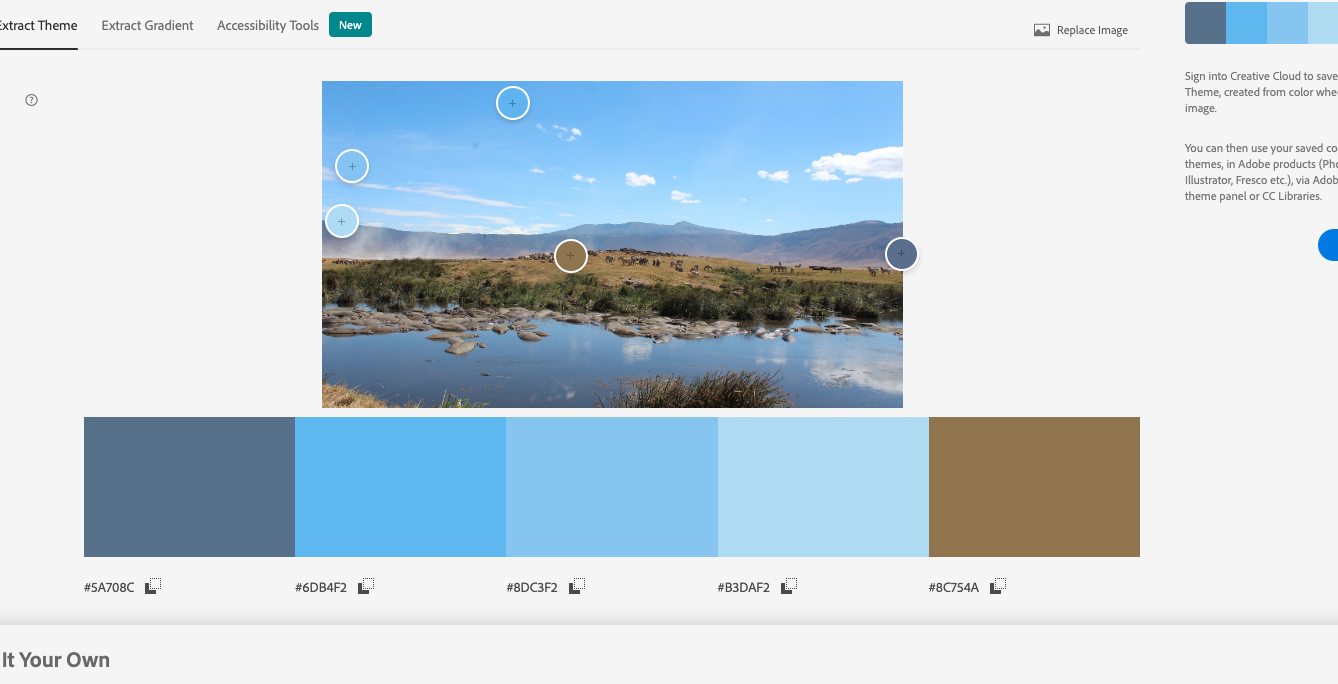 Extract Theme
Extract Gradient
Accessibility Tools
New
Replace Image
Sign into Creative Cloud to save
Theme, created from color whe
image.
You can then use your saved co
themes, in Adobe products (Pho
Illustrator, Fresco etc.), via Adob
theme panel or CC Libraries.
#5A708C
#6DB4F2
#8DC3F2
#B3DAF2
#8C754A
It Your Own